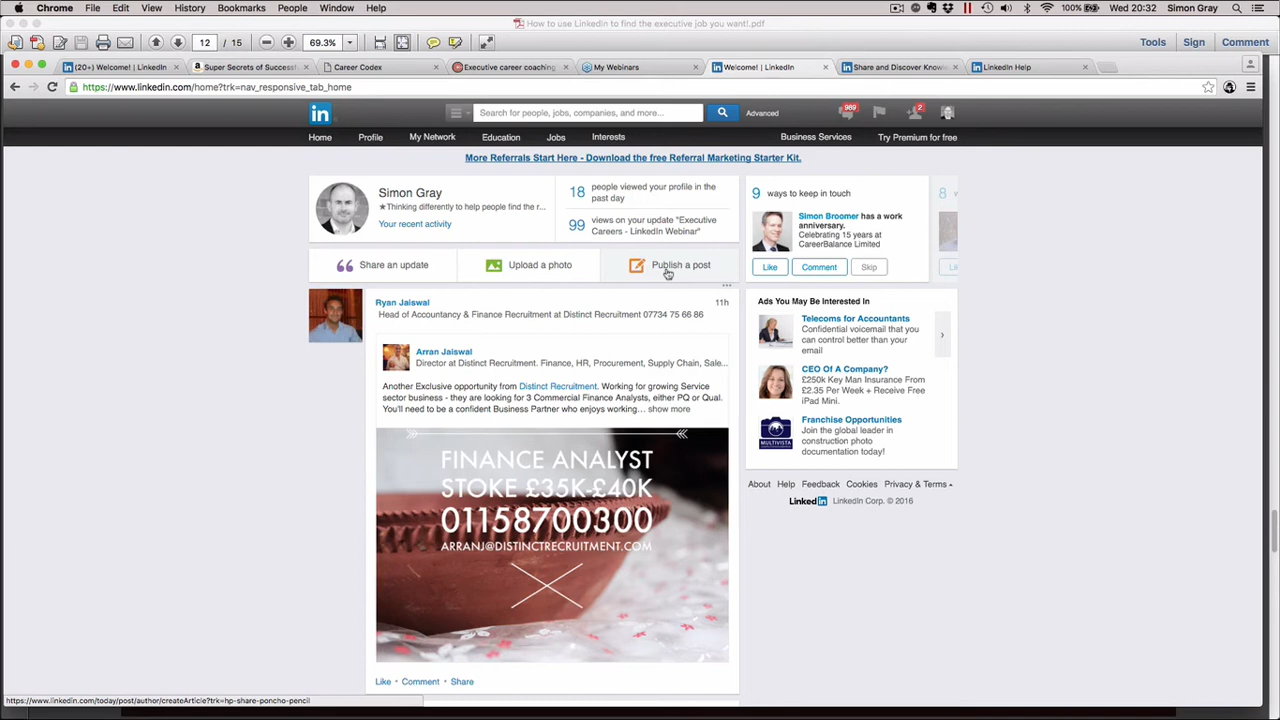 Chrome File Edit View History Bookmarks People Window Help 100% Wed 20:32 Simon Gray
How to use LinkedIn to find the executive job you want!.pdf
12 / 15 69.3% Tools Sign Comment
(20+) Welcome! | LinkedIn Super Secrets of Successf Career Codex Executive career coaching My Webinars Welcome! | LinkedIn Share and Discover Knowle LinkedIn Help
https://www.linkedin.com/home?trk=nav_responsive_tab_home
in Search for people, jobs, companies, and more... Advanced 989 2
Home Profile My Network Education Jobs Interests Business Services Try Premium for free
More Referrals Start Here - Download the free Referral Marketing Starter Kit.
Simon Gray
★Thinking differently to help people find the r...
Your recent activity
18 people viewed your profile in the
past day
99 views on your update "Executive
Careers - LinkedIn Webinar"
9 ways to keep in touch
8
Simon Broomer has a work
anniversary.
Celebrating 15 years at
CareerBalance Limited
Like Comment Skip
Share an update Upload a photo Publish a post
Ryan Jaiswal 11h
Head of Accountancy & Finance Recruitment at Distinct Recruitment 07734 75 66 86
Arran Jaiswal
Director at Distinct Recruitment. Finance, HR, Procurement, Supply Chain, Sale...
Another Exclusive opportunity from Distinct Recruitment. Working for growing Service
sector business - they are looking for 3 Commercial Finance Analysts, either PQ or Qual.
You'll need to be a confident Business Partner who enjoys working... show more
FINANCE ANALYST
STOKE £35K-£40K
01158700300
ARRANJ@DISTINCTRECRUITMENT.COM
Like • Comment • Share
Ads You May Be Interested In
Telecoms for Accountants
Confidential voicemail that you
can control better than your
email
CEO Of A Company?
£250k Key Man Insurance From
£2.35 Per Week + Receive Free
iPad Mini.
Franchise Opportunities
Join the global leader in
construction photo
documentation today!
MULTIVISTA
About Help Feedback Cookies Privacy & Terms
LinkedIn LinkedIn Corp. © 2016
https://www.linkedin.com/today/post/author/createArticle?trk=hp-share-poncho-pencil